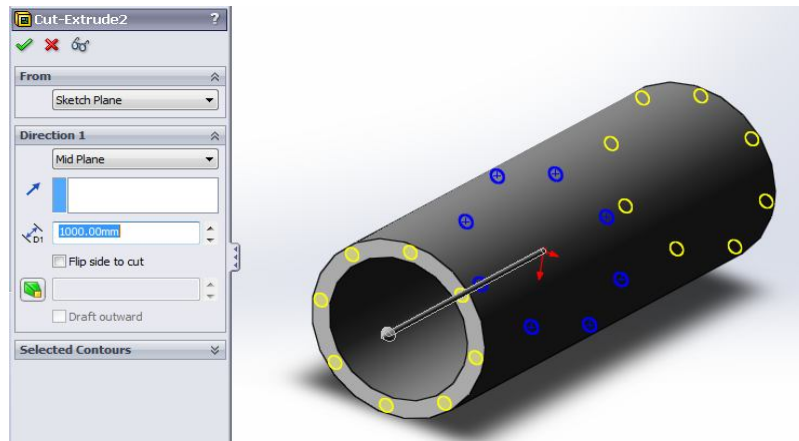 Cut-Extrude2 ?
From
Sketch Plane
Direction 1
Mid Plane
D1 1000.00mm
Flip side to cut
Draft outward
Selected Contours